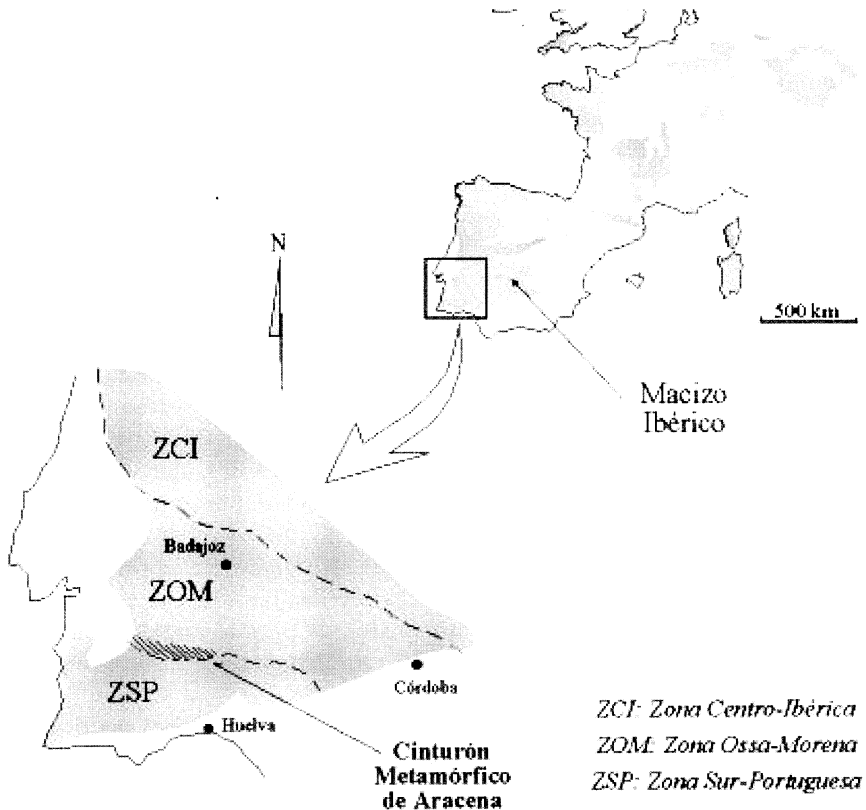 N
500 km
Macizo
Ibérico
ZCI
Badajoz
ZOM
ZSP
Córdoba
Huelva
Cinturón
Metamórfico
de Aracena
ZCI: Zona Centro-Ibérica
ZOM: Zona Ossa-Morena
ZSP: Zona Sur-Portuguesa